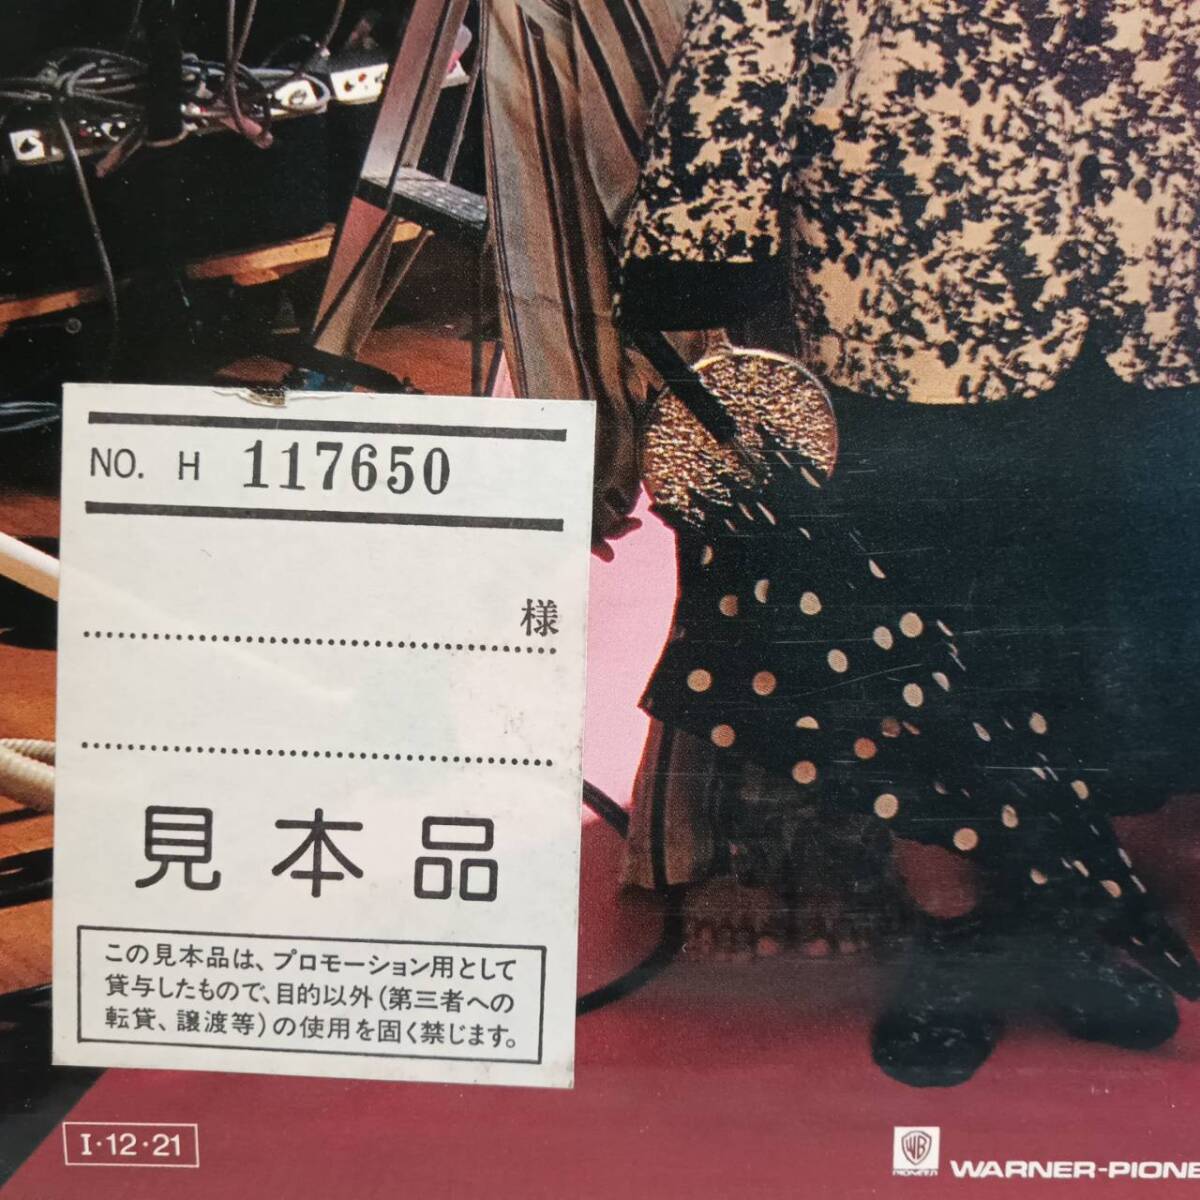 NO. H 117650
様
見本品
この見本品は、プロモーション用として
貸与したもので、目的以外(第三者への
転貸、譲渡等)の使用を固く禁じます。
I・12・21
WB
PIONEER
WARNER-PIONE